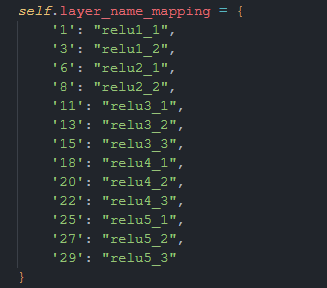 self.layer_name_mapping = {
'1': "relu1_1",
'3': "relu1_2",
'6': "relu2_1",
'8': "relu2_2",
'11': "relu3_1",
'13': "relu3_2",
'15': "relu3_3",
'18': "relu4_1",
'20': "relu4_2",
'22': "relu4_3",
'25': "relu5_1",
'27': "relu5_2",
'29': "relu5_3"
}